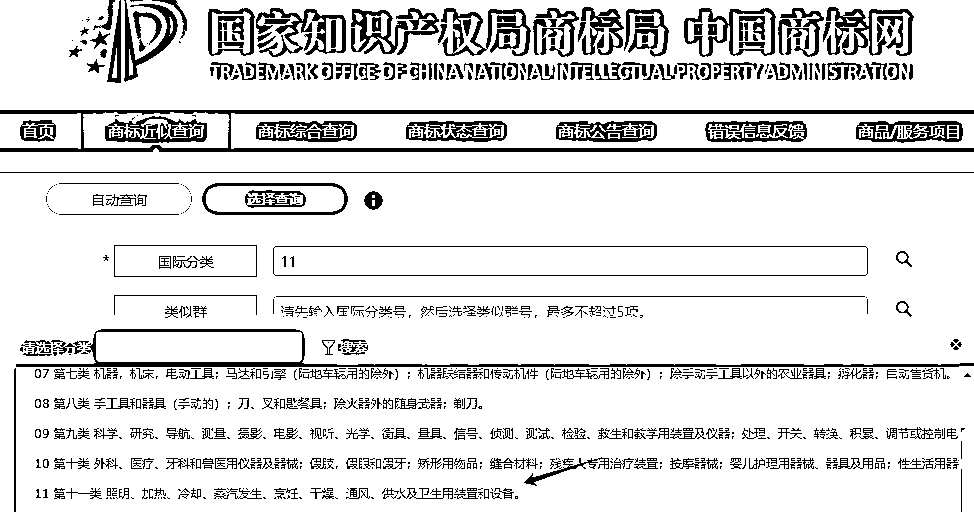 国家知识产权局商标局 中国商标网
TRADEMARK OFFICE OF CHINA NATIONAL INTELLECTUAL PROPERTY ADMINISTRATION
首页 商标近似查询 商标综合查询 商标状态查询 商标公告查询 错误信息反馈 商品/服务项目
自动查询 选择查询
* 国际分类 11
类似群 请先输入国际分类号，然后选择类似群号，最多不超过5项。
请选择分类 搜索
07 第七类 机器，机床，电动工具；马达和引擎（陆地车辆用的除外）；机器联结器和传动机件（陆地车辆用的除外）；除手动手工具以外的农业器具；孵化器；自动售货机。
08 第八类 手工具和器具（手动的）；刀、叉和匙餐具；除火器外的随身武器；剃刀。
09 第九类 科学、研究、导航、测量、摄影、电影、视听、光学、衡具、量具、信号、侦测、测试、检验、救生和教学用装置及仪器；处理、开关、转换、积累、调节或控制电
10 第十类 外科、医疗、牙科和兽医用仪器及器械；假肢，假眼和假牙；矫形用物品；缝合材料；残疾人专用治疗装置；按摩器械；婴儿护理用器械、器具及用品；性生活用器
11 第十一类 照明、加热、冷却、蒸汽发生、烹饪、干燥、通风、供水及卫生用装置和设备。